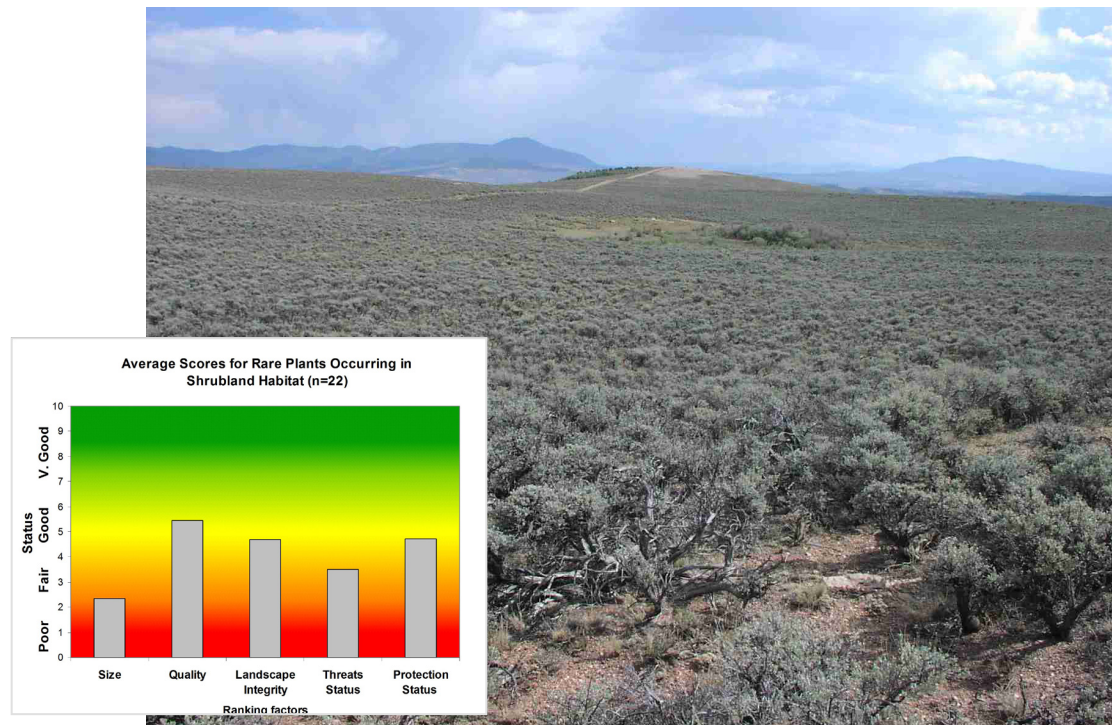 Average Scores for Rare Plants Occurring in
Shrubland Habitat (n=22)
10
9
8
7
6
5
4
3
2
1
0
Status
V. Good
Good
Fair
Poor
Size
Quality
Landscape
Integrity
Threats
Status
Protection
Status
Ranking factors